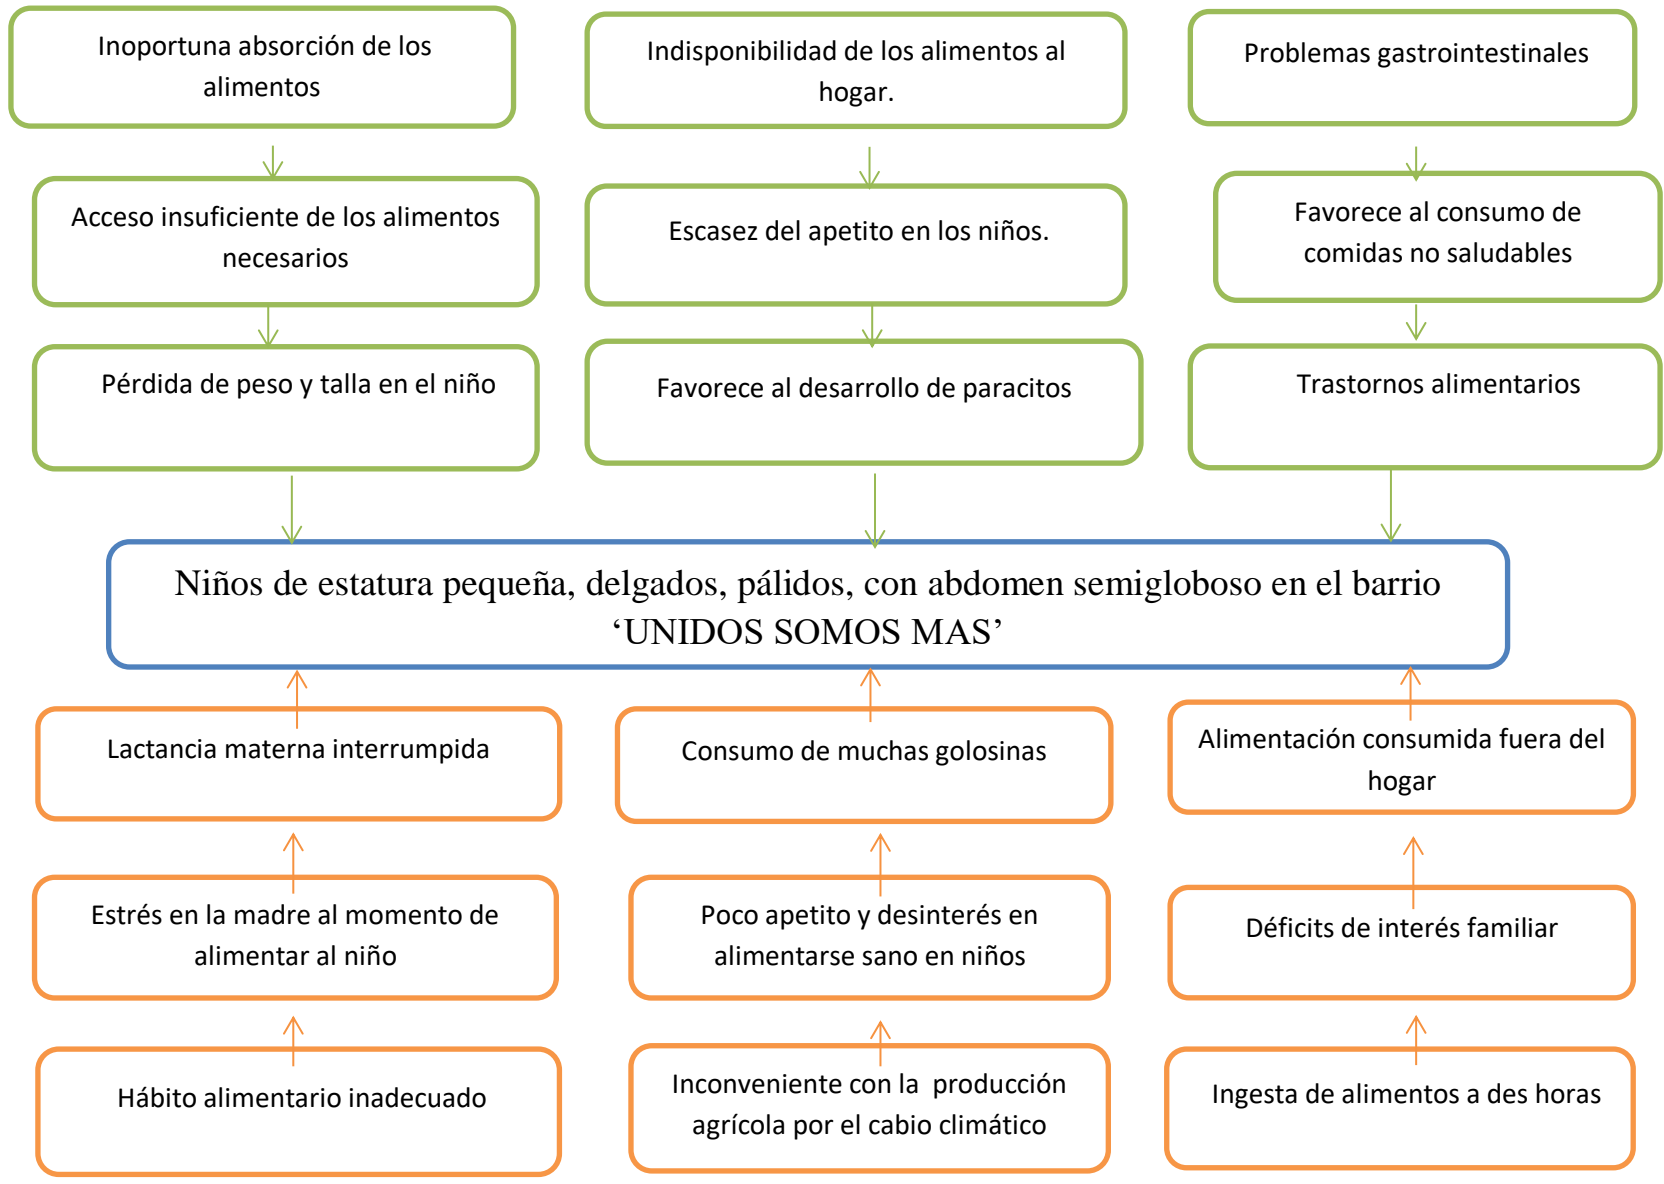 Inoportuna absorción de los
alimentos
Indisponibilidad de los alimentos al
hogar.
Problemas gastrointestinales
Acceso insuficiente de los alimentos
necesarios
Escasez del apetito en los niños.
Favorece al consumo de
comidas no saludables
Pérdida de peso y talla en el niño
Favorece al desarrollo de paracitos
Trastornos alimentarios
Niños de estatura pequeña, delgados, pálidos, con abdomen semigloboso en el barrio
‘UNIDOS SOMOS MAS’
Lactancia materna interrumpida
Consumo de muchas golosinas
Alimentación consumida fuera del
hogar
Estrés en la madre al momento de
alimentar al niño
Poco apetito y desinterés en
alimentarse sano en niños
Déficits de interés familiar
Hábito alimentario inadecuado
Inconveniente con la  producción
agrícola por el cabio climático
Ingesta de alimentos a des horas